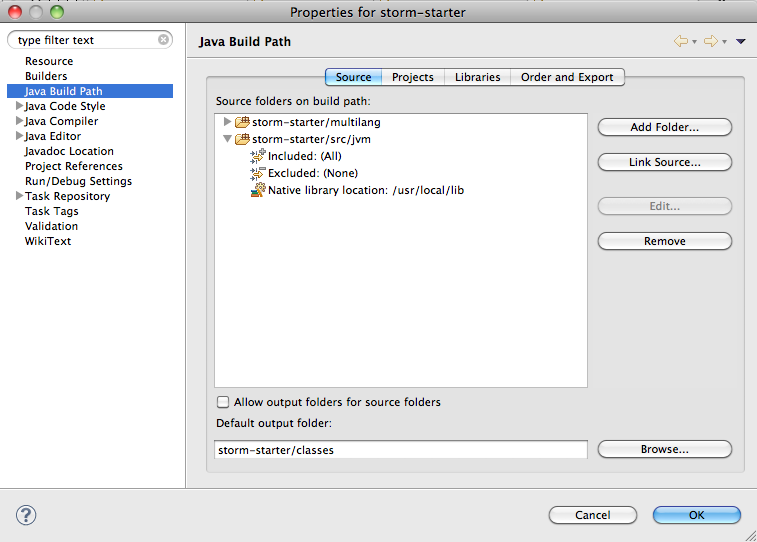 Properties for storm-starter
type filter text
Resource
Builders
Java Build Path
Java Code Style
Java Compiler
Java Editor
Javadoc Location
Project References
Run/Debug Settings
Task Repository
Task Tags
Validation
WikiText
Java Build Path
Source Projects Libraries Order and Export
Source folders on build path:
storm-starter/multilang
storm-starter/src/jvm
Included: (All)
Excluded: (None)
Native library location: /usr/local/lib
Add Folder...
Link Source...
Edit...
Remove
Allow output folders for source folders
Default output folder:
storm-starter/classes
Browse...
?
Cancel OK